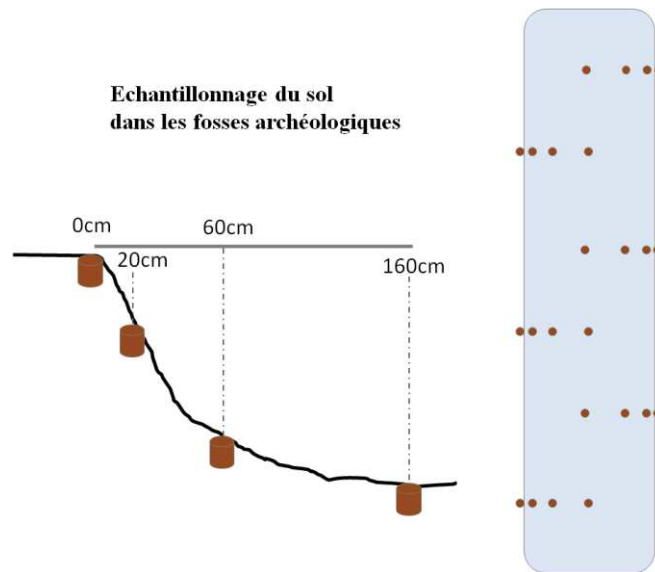 Echantillonnage du sol
dans les fosses archéologiques
0cm
20cm
60cm
160cm